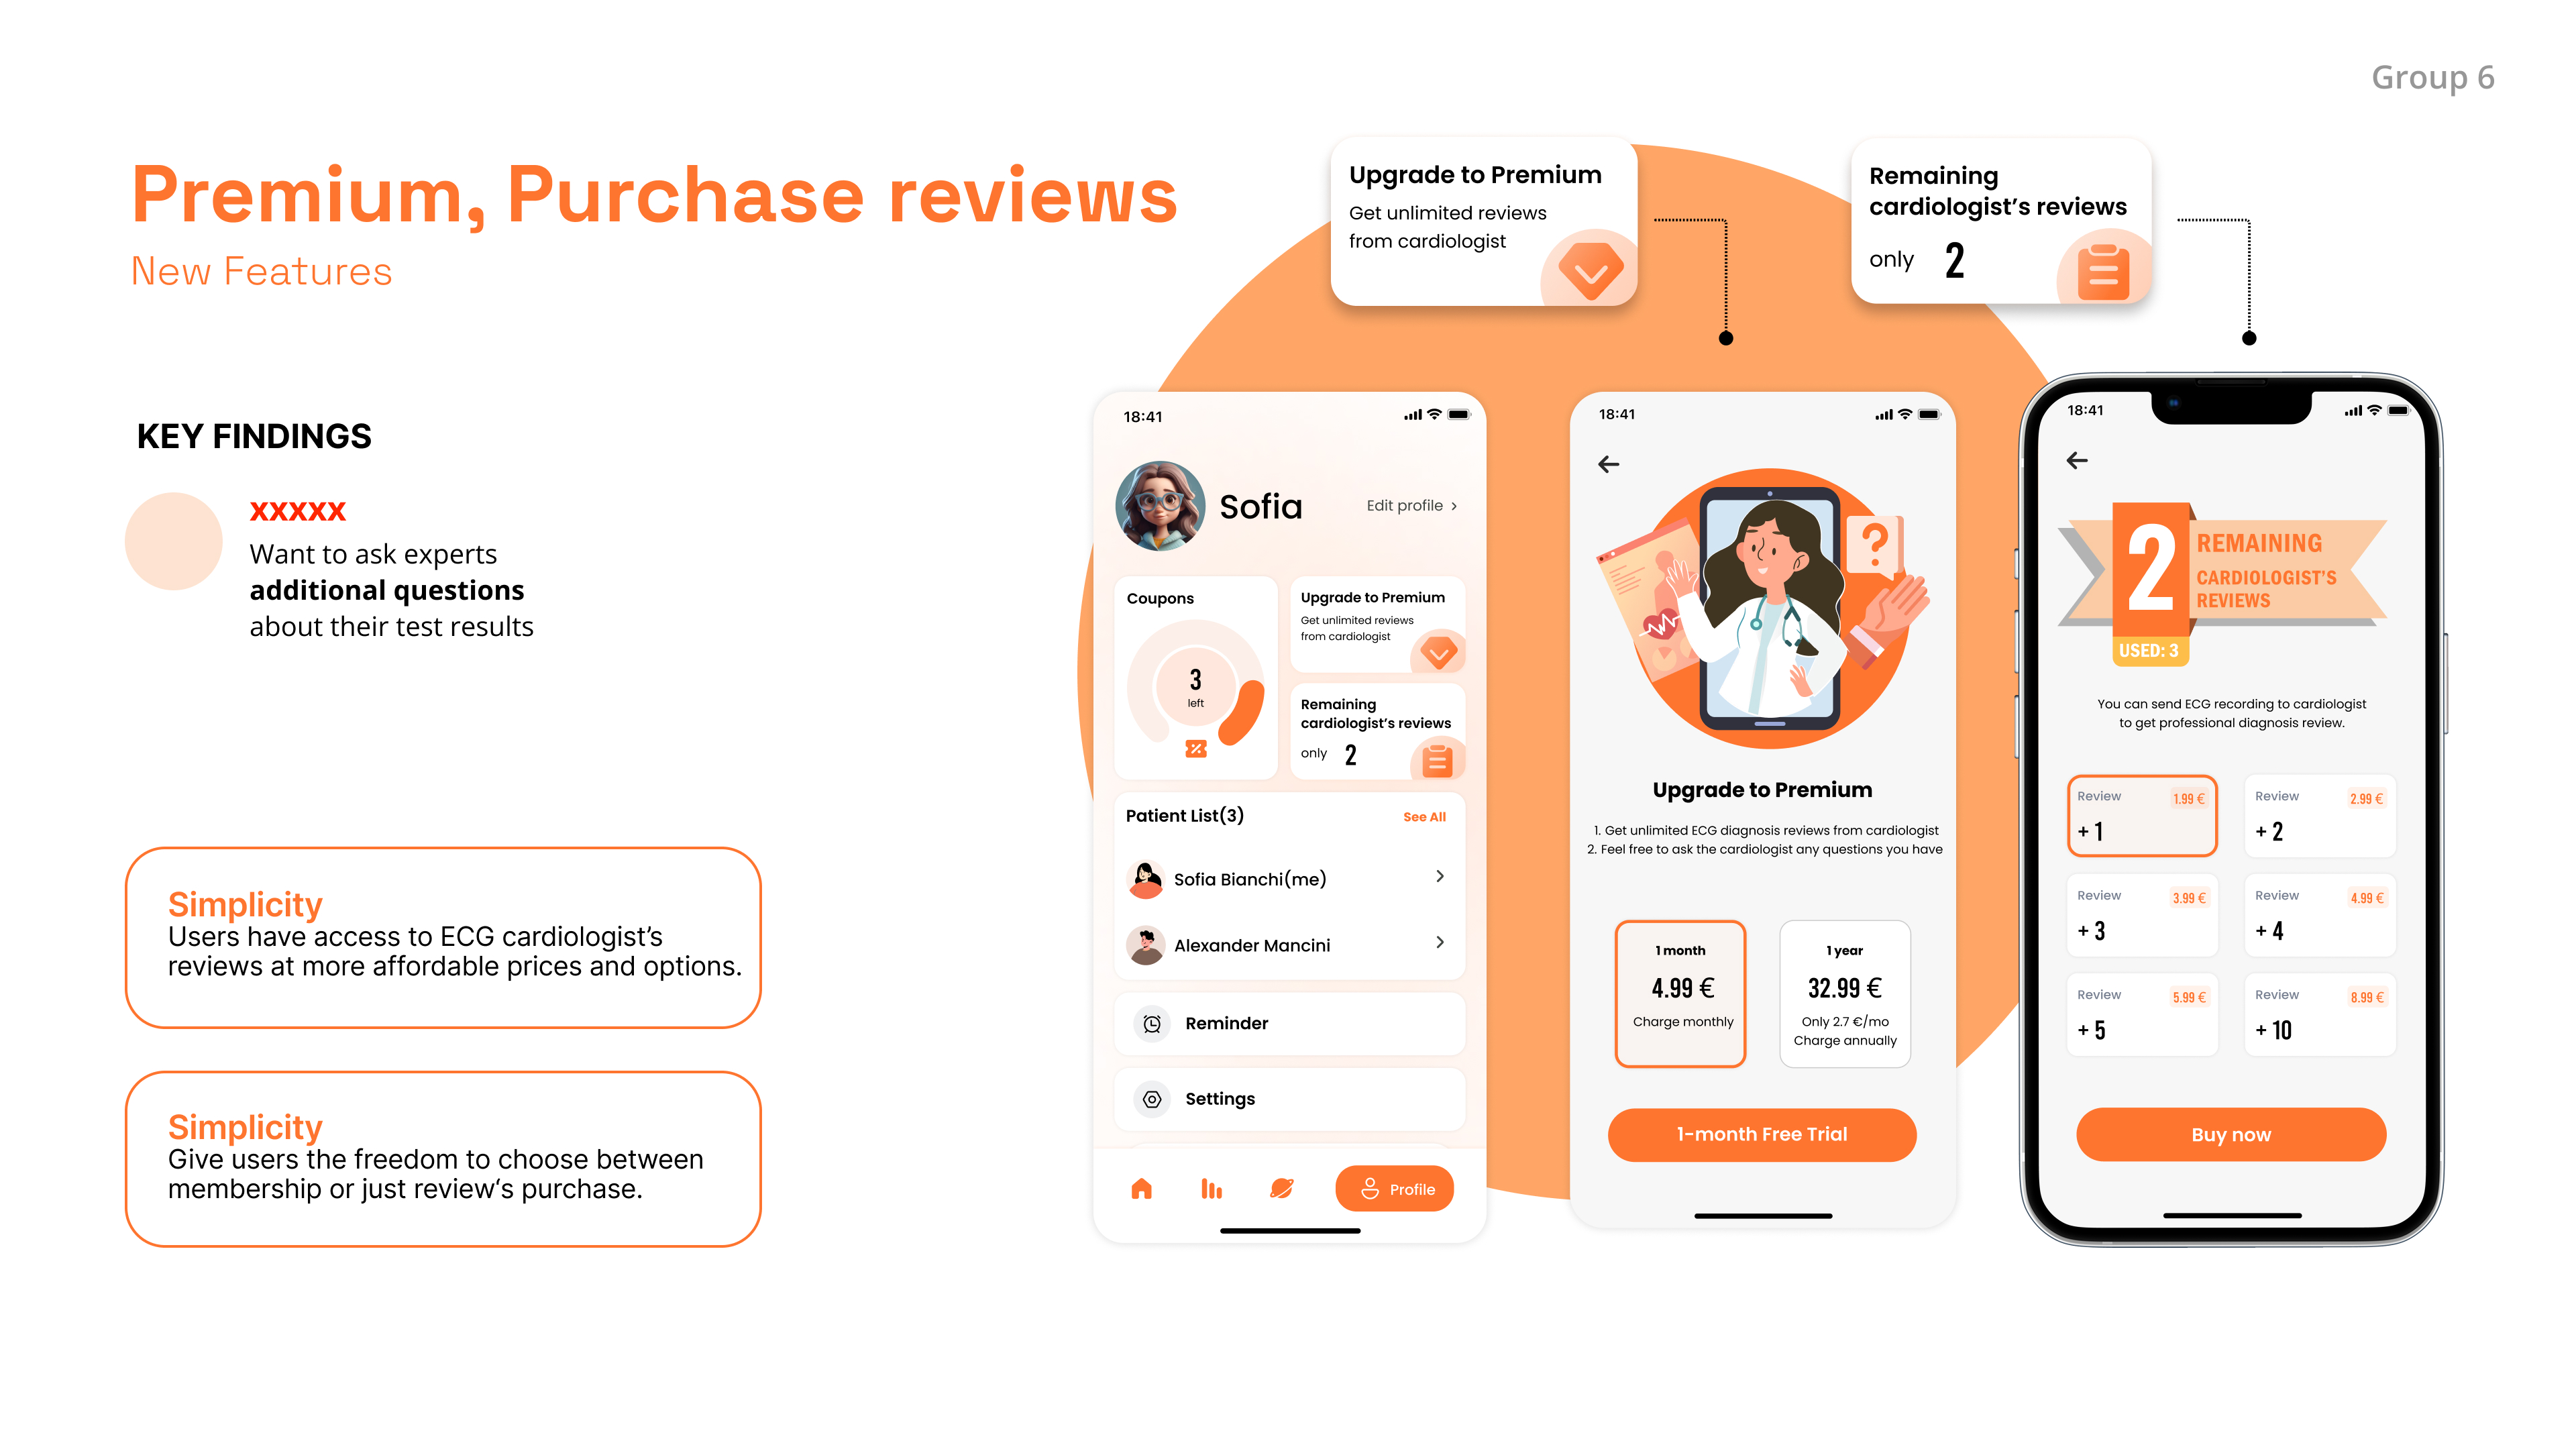 Group 6
Premium, Purchase reviews
New Features
KEY FINDINGS
xxxxx
Want to ask experts
additional questions
about their test results
Simplicity
Users have access to ECG cardiologist’s
reviews at more affordable prices and options.
Simplicity
Give users the freedom to choose between
membership or just review‘s purchase.
Upgrade to Premium
Get unlimited reviews
from cardiologist
Remaining
cardiologist’s reviews
only 2
18:41
Sofia
Edit profile
Coupons
3
left
Upgrade to Premium
Get unlimited reviews
from cardiologist
Remaining
cardiologist’s reviews
only 2
Patient List(3)
See All
Sofia Bianchi(me)
Alexander Mancini
Reminder
Settings
Profile
18:41
?
Upgrade to Premium
1. Get unlimited ECG diagnosis reviews from cardiologist
2. Feel free to ask the cardiologist any questions you have
1 month
4.99 €
Charge monthly
1 year
32.99 €
Only 2.7 €/mo
Charge annually
1-month Free Trial
18:41
2
REMAINING
CARDIOLOGIST’S
REVIEWS
USED: 3
You can send ECG recording to cardiologist
to get professional diagnosis review.
Review 1.99 €
+ 1
Review 2.99 €
+ 2
Review 3.99 €
+ 3
Review 4.99 €
+ 4
Review 5.99 €
+ 5
Review 8.99 €
+ 10
Buy now